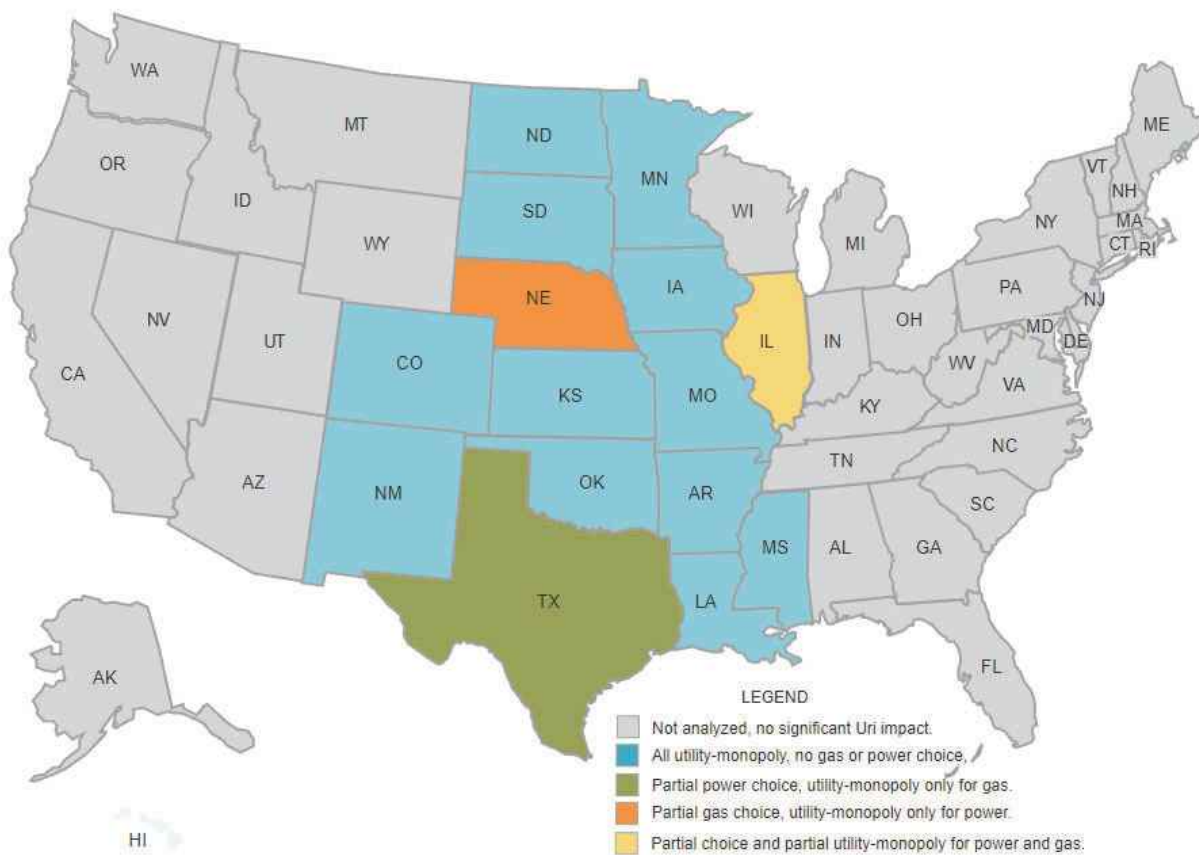 WA
MT
ND
MN
ME
OR
ID
SD
WI
VT
NH
NY
MA
CT
RI
WY
MI
NE
IA
PA
NJ
NV
UT
CO
IL
IN
OH
MD
DE
WV
VA
CA
KS
MO
KY
NC
AZ
NM
OK
AR
TN
SC
MS
AL
GA
TX
LA
FL
AK
HI
LEGEND
Not analyzed, no significant Uri impact.
All utility-monopoly, no gas or power choice,
Partial power choice, utility-monopoly only for gas.
Partial gas choice, utility-monopoly only for power.
Partial choice and partial utility-monopoly for power and gas.